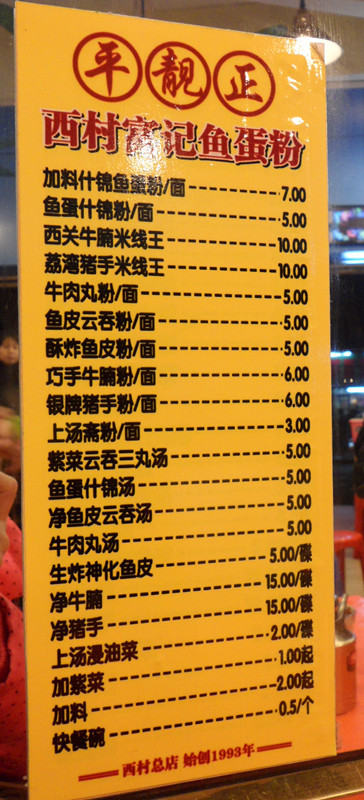 平靓正
西村富记鱼蛋粉
加料什锦鱼蛋粉/面 7.00
鱼蛋什锦粉/面 5.00
西关牛腩米线王 10.00
荔湾猪手米线王 10.00
牛肉丸粉/面 5.00
鱼皮云吞粉/面 5.00
酥炸鱼皮粉/面 5.00
巧手牛腩粉/面 6.00
银牌猪手粉/面 6.00
上汤斋粉/面 3.00
紫菜云吞三丸汤 5.00
鱼蛋什锦汤 5.00
净鱼皮云吞汤 5.00
牛肉丸汤 5.00
生炸神化鱼皮 5.00/碟
净牛腩 15.00/碟
净猪手 15.00/碟
上汤浸油菜 2.00/碟
加紫菜 1.00起
加料 2.00起
快餐碗 0.5/个
西村总店 始创1993年